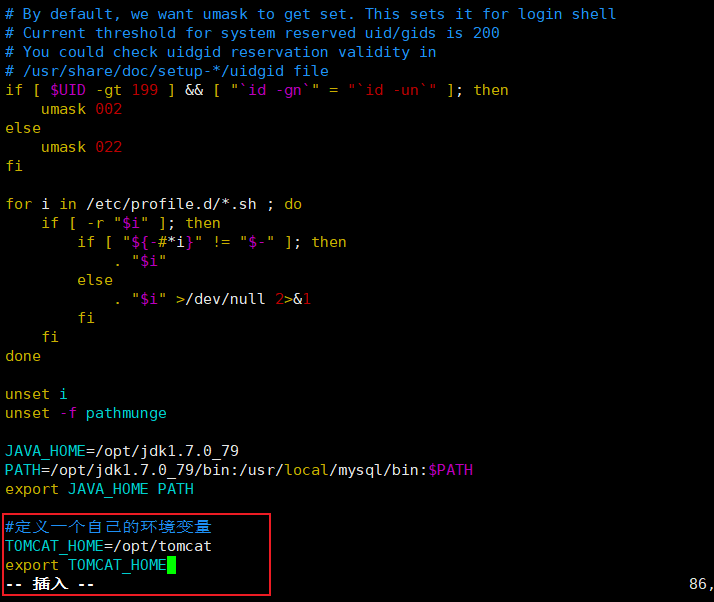 # By default, we want umask to get set. This sets it for login shell
# Current threshold for system reserved uid/gids is 200
# You could check uidgid reservation validity in
# /usr/share/doc/setup-*/uidgid file
if [ $UID -gt 199 ] && [ "`id -gn`" = "`id -un`" ]; then
    umask 002
else
    umask 022
fi

for i in /etc/profile.d/*.sh ; do
    if [ -r "$i" ]; then
        if [ "${-#*i}" != "$-" ]; then
            . "$i"
        else
            . "$i" >/dev/null 2>&1
        fi
    fi
done

unset i
unset -f pathmunge

JAVA_HOME=/opt/jdk1.7.0_79
PATH=/opt/jdk1.7.0_79/bin:/usr/local/mysql/bin:$PATH
export JAVA_HOME PATH

#定义一个自己的环境变量
TOMCAT_HOME=/opt/tomcat
export TOMCAT_HOME
-- 插入 -- 86,